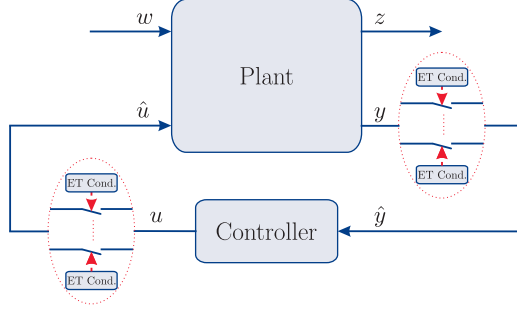 w
z
ET Cond.
Plant
û
y
ET Cond.
ET Cond.
u
Controller
ŷ
ET Cond.